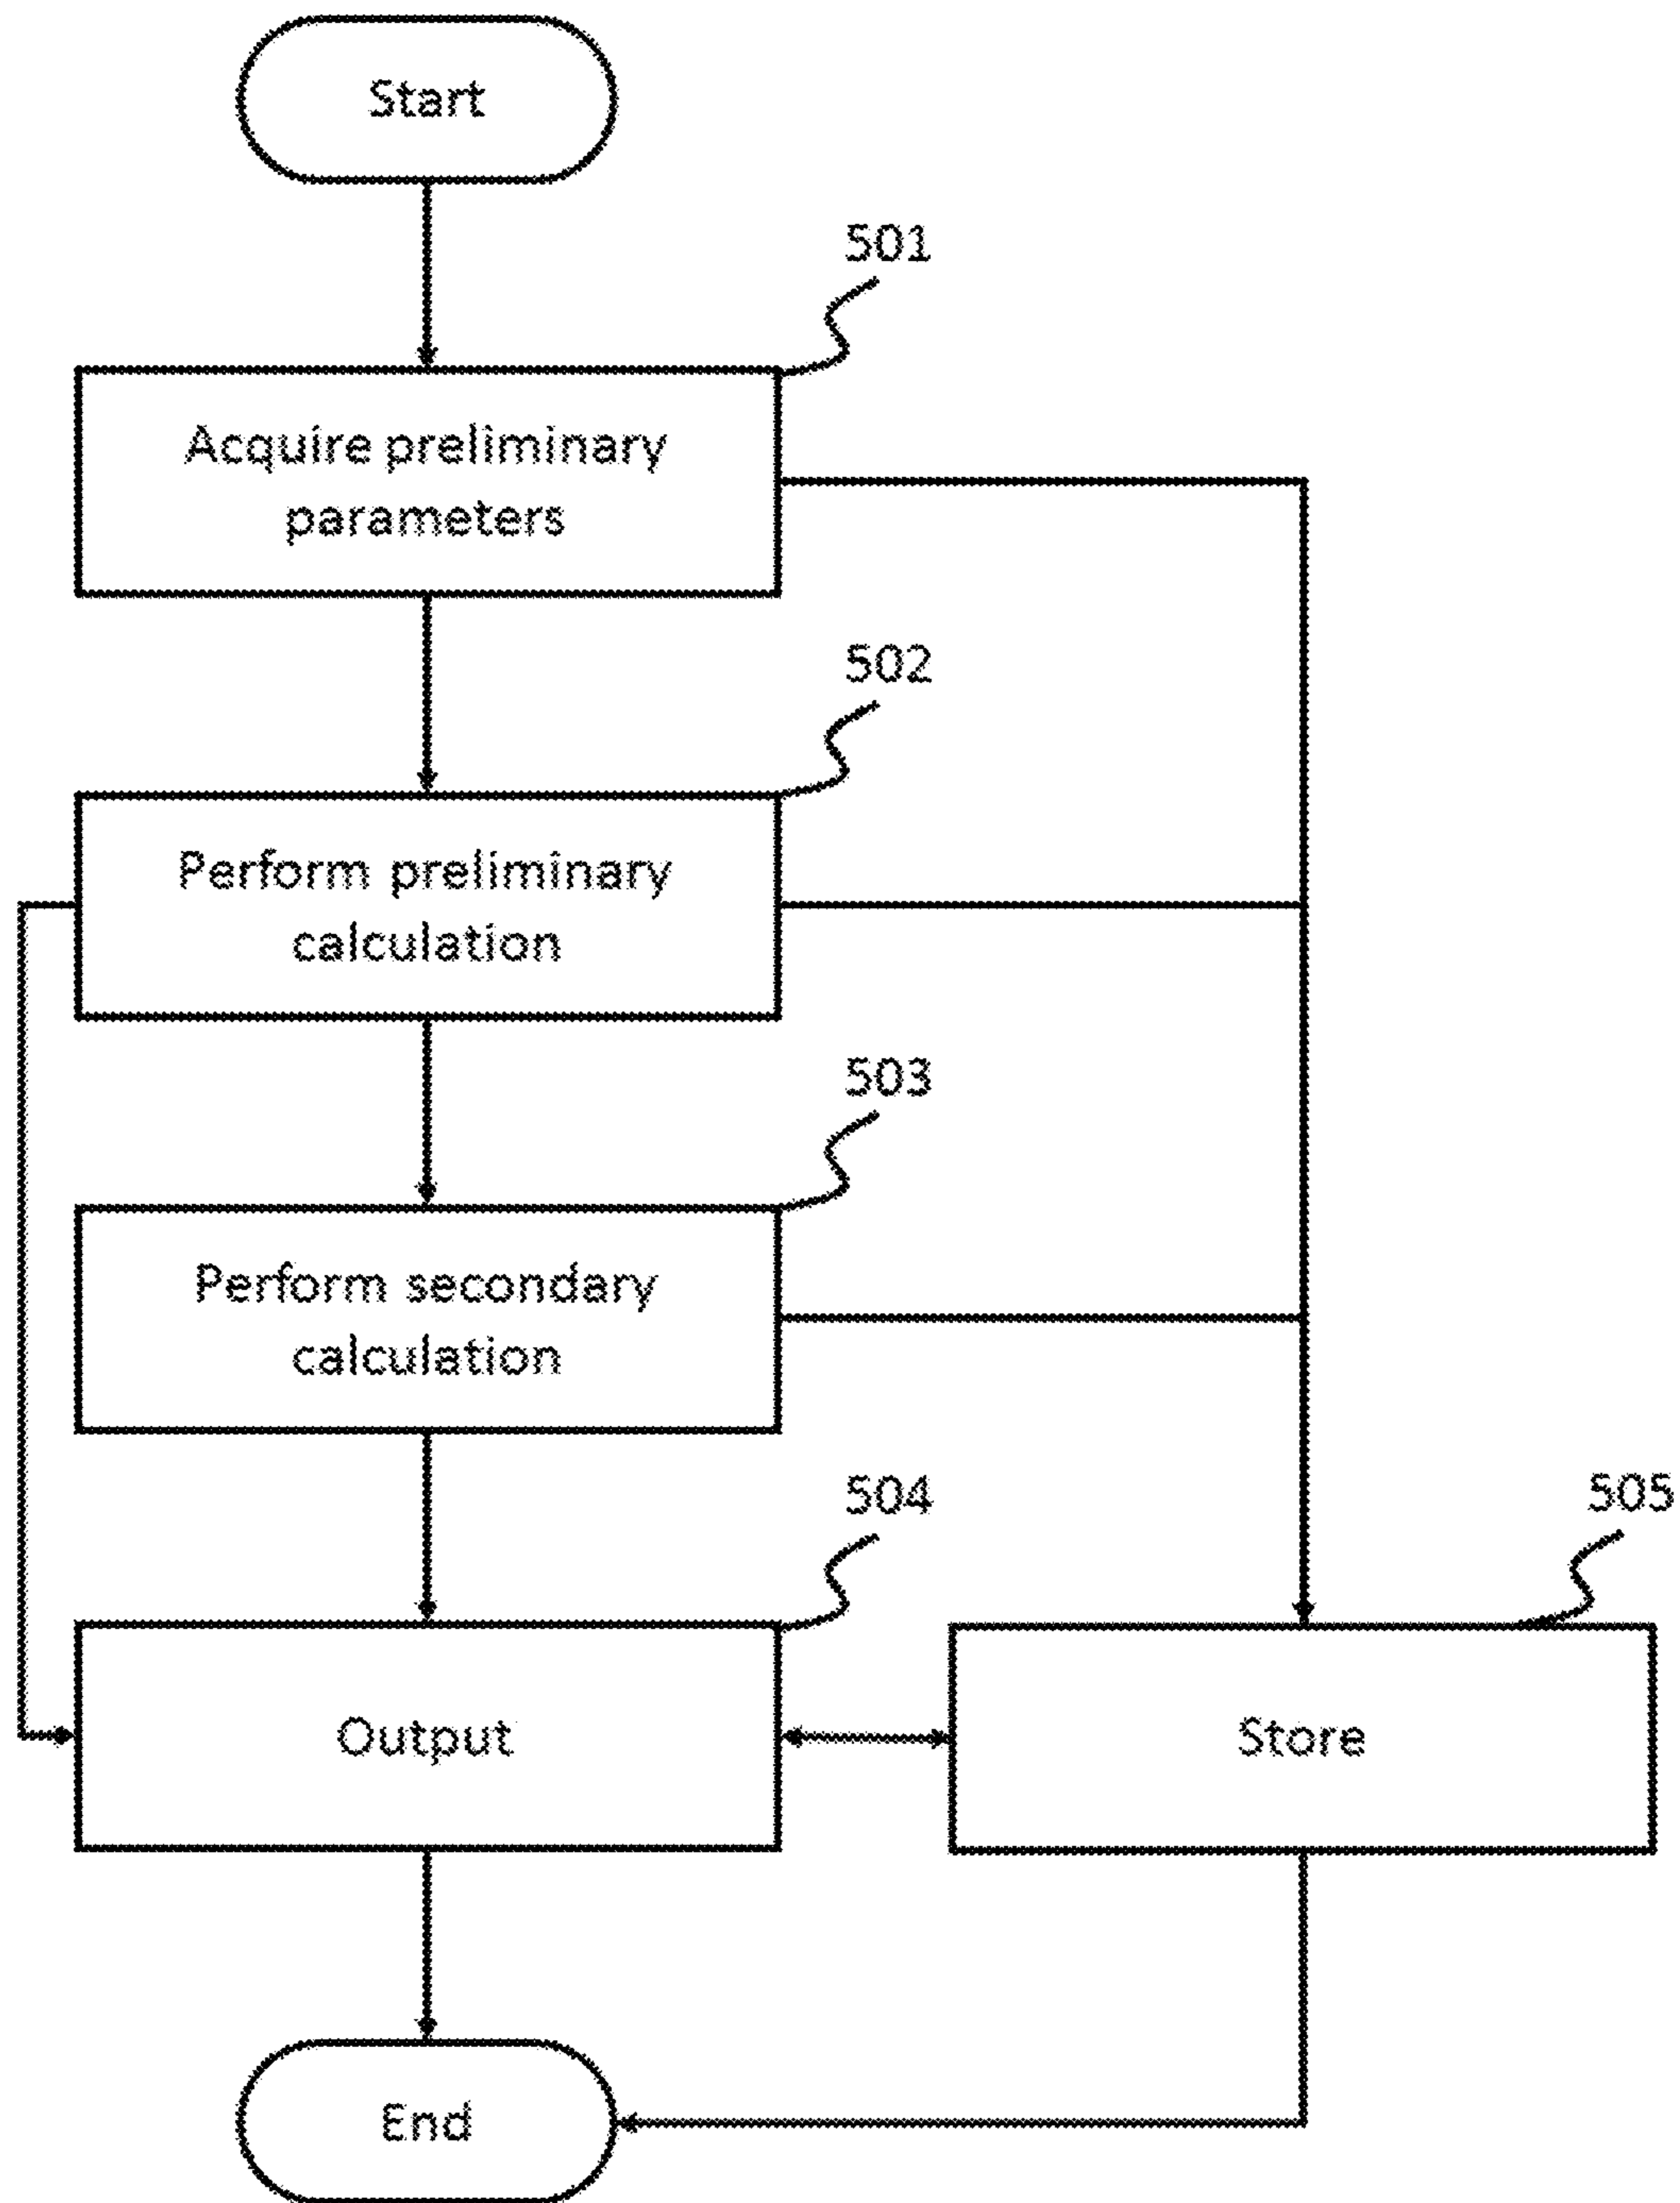 Start
501
Acquire preliminary
parameters
502
Perform preliminary
calculation
503
Perform secondary
calculation
504
505
Output
Store
End